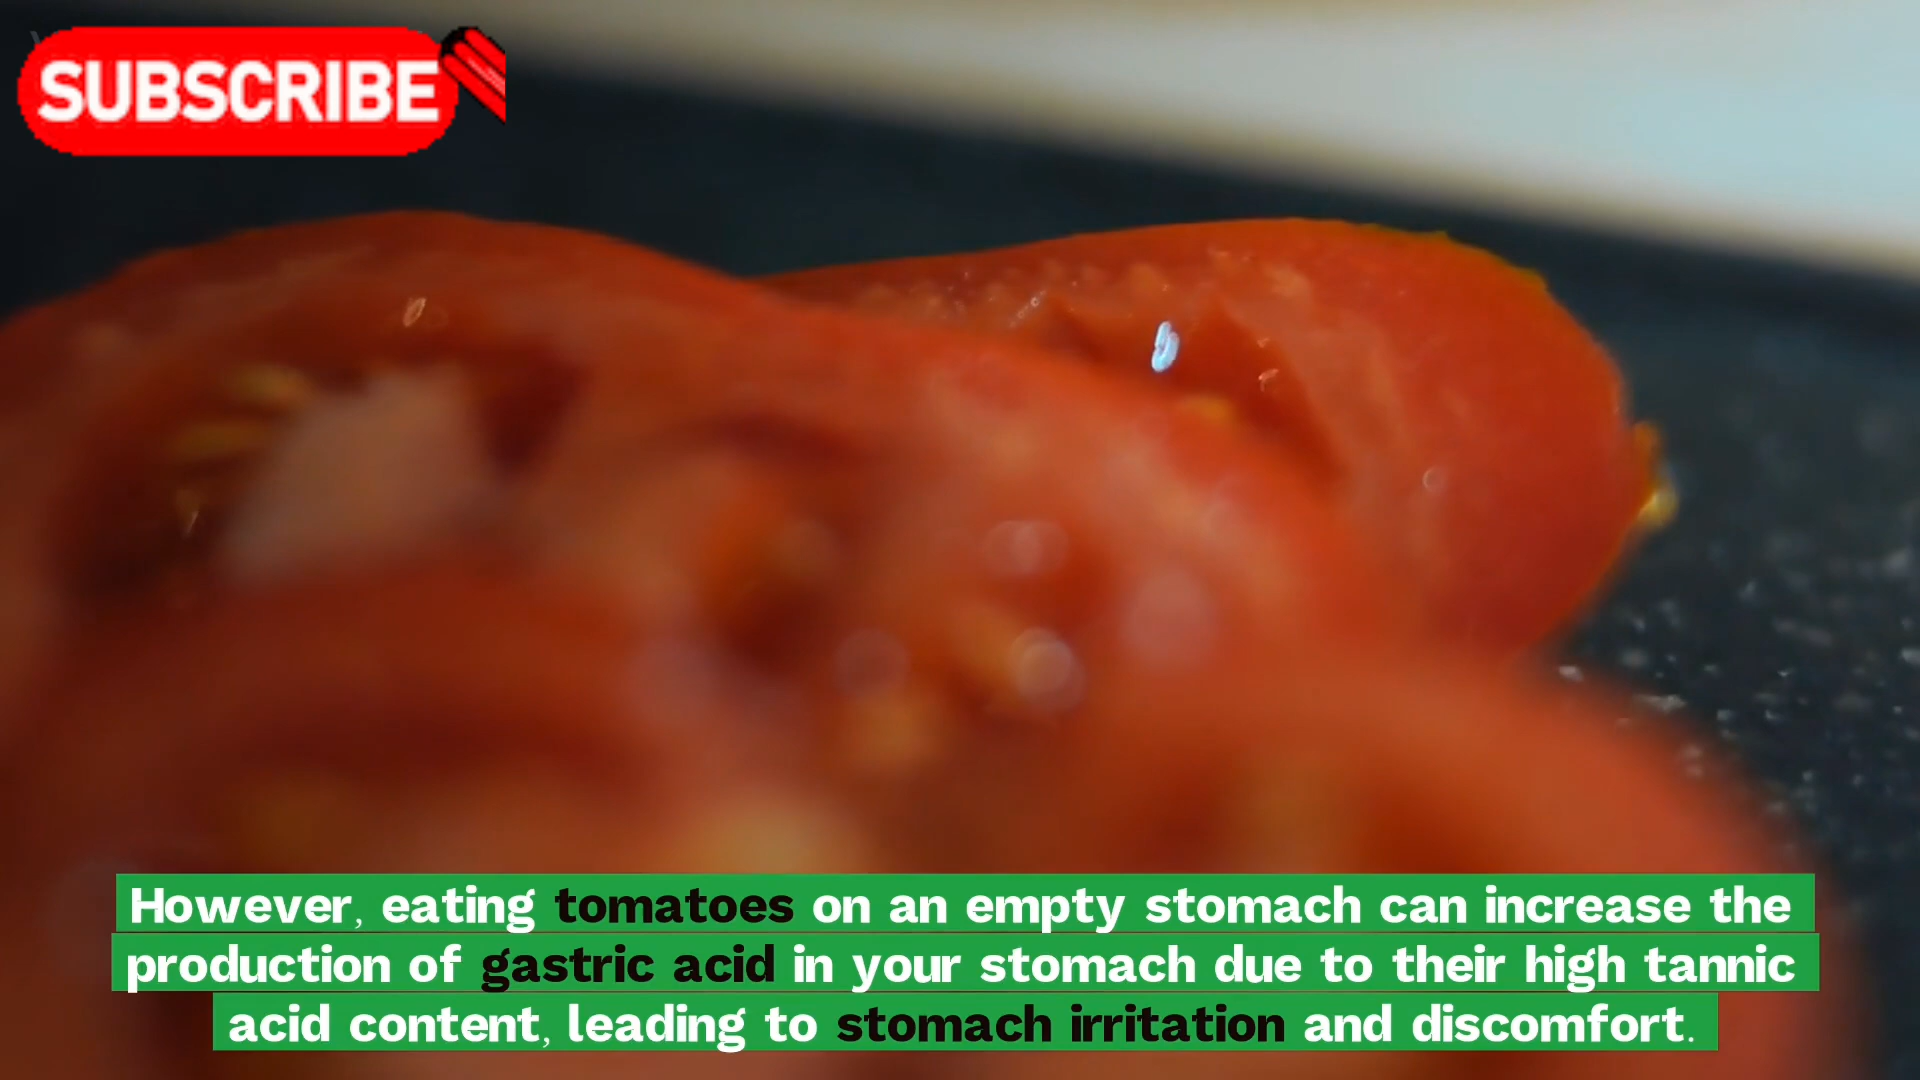 SUBSCRIBE
However, eating tomatoes on an empty stomach can increase the
production of gastric acid in your stomach due to their high tannic
acid content, leading to stomach irritation and discomfort.